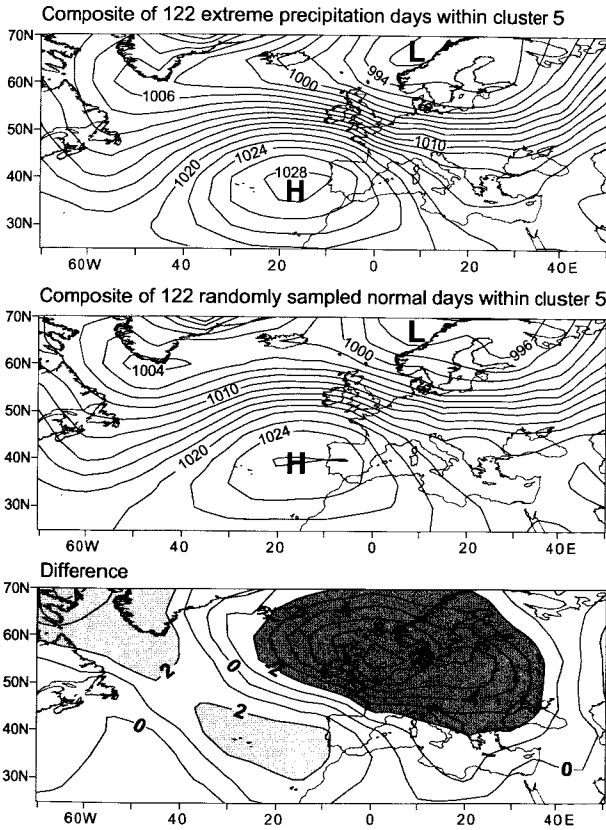 Composite of 122 extreme precipitation days within cluster 5
70N
60N
50N
40N
30N
L
1000
994
1006
1010
1020
1024
1028
H
60W
40
20
0
20
40E
Composite of 122 randomly sampled normal days within cluster 5
70N
60N
50N
40N
30N
L
1000
996
1004
1010
1020
1024
H
60W
40
20
0
20
40E
Difference
70N
60N
50N
40N
30N
2
0
2
0
0
60W
40
20
0
20
40E